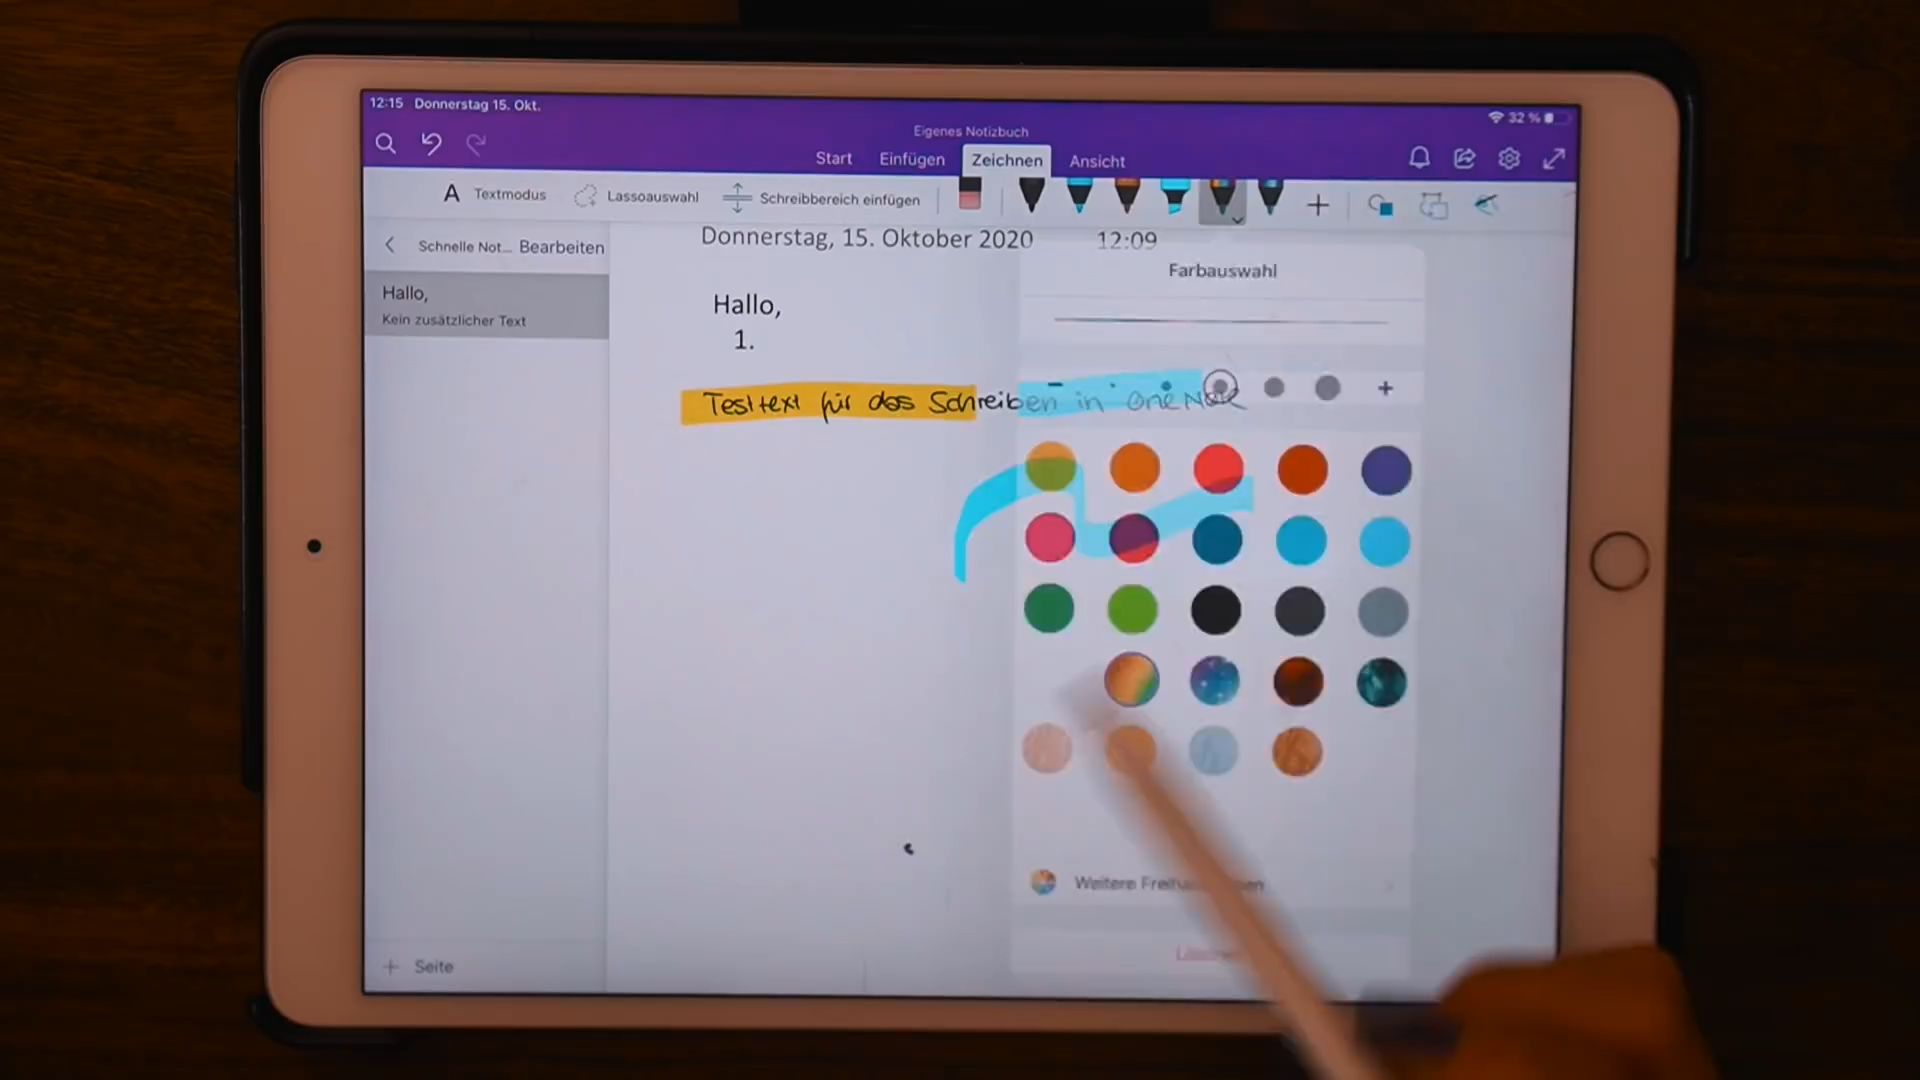 12:15 Donnerstag 15. Okt.
32 %
Eigenes Notizbuch
Start Einfügen Zeichnen Ansicht
A Textmodus Lassoauswahl Schreibbereich einfügen
Schnelle Not... Bearbeiten
Hallo,
Kein zusätzlicher Text
Donnerstag, 15. Oktober 2020 12:09
Hallo,
1.
Testtext für das Schreiben in OneNote
Farbauswahl
Weitere
+ Seite